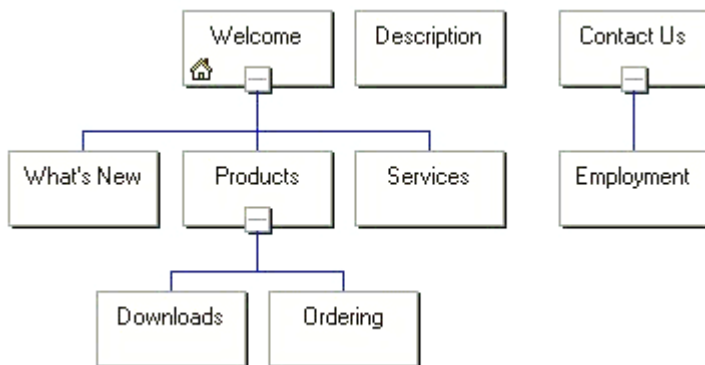 Welcome
Description
Contact Us
What's New
Products
Services
Employment
Downloads
Ordering